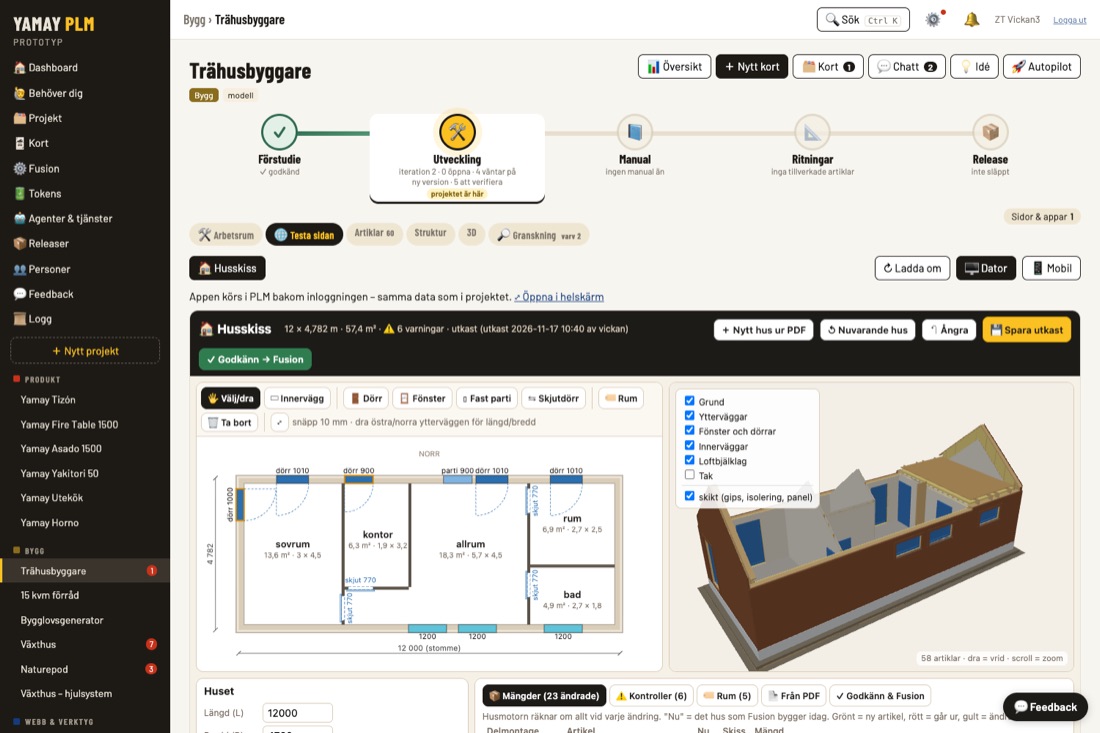 YAMAY PLM
PROTOTYP
Dashboard
Behöver dig
Projekt
Kort
Fusion
Tokens
Agenter & tjänster
Releaser
Personer
Feedback
Logg
+ Nytt projekt
PRODUKT
Yamay Tizón
Yamay Fire Table 1500
Yamay Asado 1500
Yamay Yakitori 50
Yamay Utekök
Yamay Horno
BYGG
Trähusbyggare 1
15 kvm förråd
Bygglovsgenerator
Växthus 7
Naturepod 3
Växthus – hjulsystem
WEBB & VERKTYG
Bygg › Trähusbyggare
Sök Ctrl K
ZT Vickan3
Logga ut
Trähusbyggare
Bygg modell
Översikt
+ Nytt kort
Kort 1
Chatt 2
Idé
Autopilot
Förstudie
✓ godkänd
Utveckling
iteration 2 · 0 öppna · 4 väntar på
ny version · 5 att verifiera
projektet är här
Manual
ingen manual än
Ritningar
inga tillverkade artiklar
Release
inte släppt
Sidor & appar 1
Arbetsrum
Testa sidan
Artiklar 60
Struktur
3D
Granskning varv 2
Husskiss
↻ Ladda om
Dator
Mobil
Appen körs i PLM bakom inloggningen – samma data som i projektet. ↗ Öppna i helskärm
Husskiss
12 x 4,782 m · 57,4 m² · ⚠ 6 varningar · utkast (utkast 2026-11-17 10:40 av vickan)
+ Nytt hus ur PDF
Nuvarande hus
Ångra
Spara utkast
✓ Godkänn → Fusion
Välj/dra
Innervägg
Dörr
Fönster
Fast parti
Skjutdörr
Rum
Ta bort
snäpp 10 mm · dra östra/norra ytterväggen för längd/bredd
NORR
dörr 1010
dörr 900
parti 900
dörr 1010
dörr 1010
dörr 1000
skjut 770
4 782
sovrum
13,6 m² · 3 x 4,5
kontor
6,3 m² · 1,9 x 3,2
allrum
18,3 m² · 5,7 x 4,5
rum
6,9 m² · 2,7 x 2,5
skjut 770
skjut 770
skjut 770
bad
4,9 m² · 2,7 x 1,8
1200
1200
1200
12 000 (stomme)
Grund
Ytterväggar
Fönster och dörrar
Innerväggar
Loftbjälklag
Tak
skikt (gips, isolering, panel)
58 artiklar · dra = vrid · scroll = zoom
Huset
Längd (L) 12000
Mängder (23 ändrade)
Kontroller (6)
Rum (5)
Från PDF
✓ Godkänn & Fusion
Husmotorn räknar om allt vid varje ändring. "Nu" = det hus som Fusion bygger idag. Grönt = ny artikel, rött = går ur, gult =
Delmontage Artikel Nu Skiss Mängd
Feedback